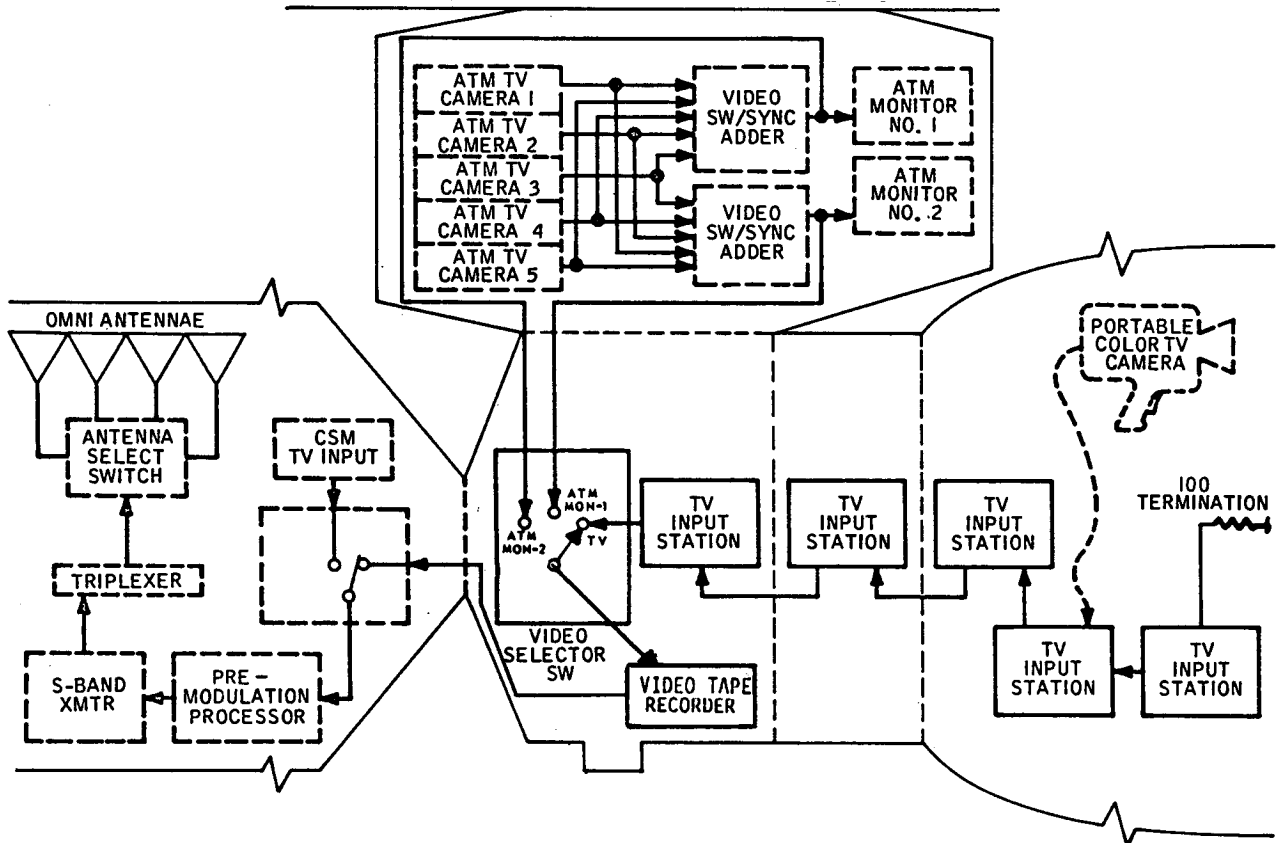 ATM TV
CAMERA 1
ATM TV
CAMERA 2
ATM TV
CAMERA 3
ATM TV
CAMERA 4
ATM TV
CAMERA 5
VIDEO
SW/SYNC
ADDER
VIDEO
SW/SYNC
ADDER
ATM
MONITOR
NO. 1
ATM
MONITOR
NO. 2
OMNI ANTENNAE
ANTENNA
SELECT
SWITCH
CSM
TV INPUT
TRIPLEXER
S-BAND
XMTR
PRE-
MODULATION
PROCESSOR
ATM
MON-1
ATM
MON-2
TV
VIDEO
SELECTOR
SW
VIDEO TAPE
RECORDER
TV
INPUT
STATION
TV
INPUT
STATION
TV
INPUT
STATION
PORTABLE
COLOR TV
CAMERA
100
TERMINATION
TV
INPUT
STATION
TV
INPUT
STATION